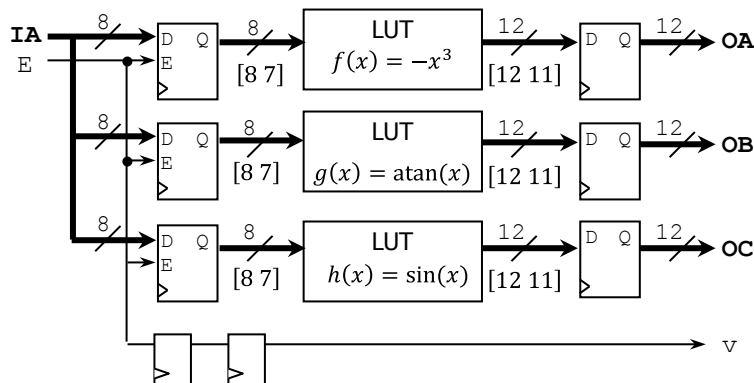 8 8 LUT 12 12
IA D Q f(x) = −x³ D Q OA
E E [8 7] [12 11]
8 8 LUT 12 12
D Q g(x) = atan(x) D Q OB
E [8 7] [12 11]
8 8 LUT 12 12
D Q h(x) = sin(x) D Q OC
E [8 7] [12 11]
v